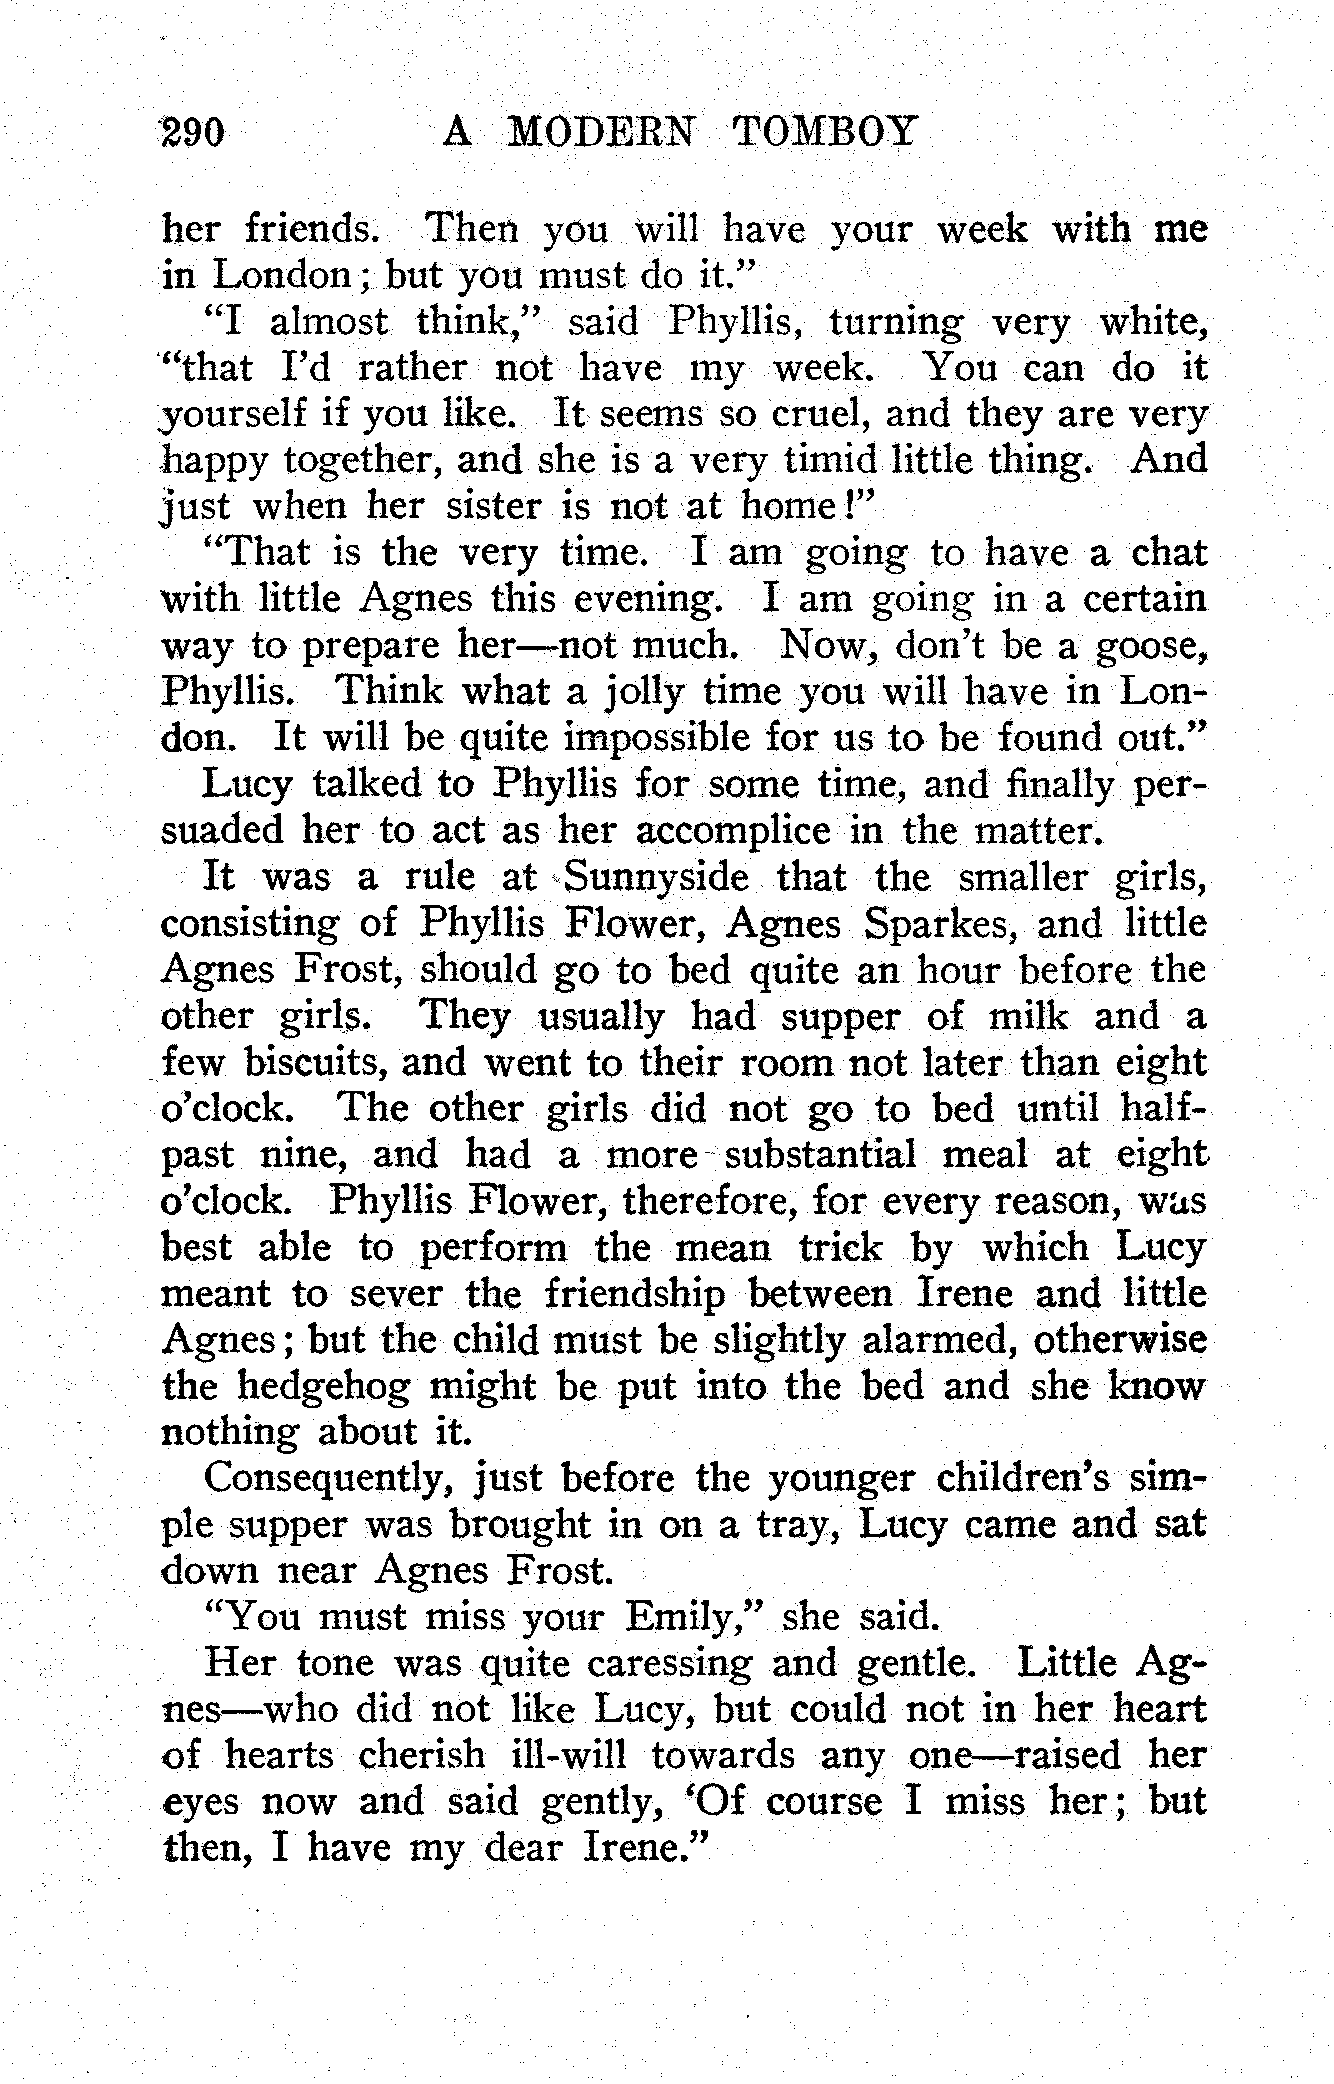 290 A MODERN TOMBOY
her friends. Then you will have your week with me
in London; but you must do it."
"I almost think," said Phyllis, turning very white,
"that I'd rather not have my week. You can do it
yourself if you like. It seems so cruel, and they are very
happy together, and she is a very timid little thing. And
just when her sister is not at home!"
"That is the very time. I am going to have a chat
with little Agnes this evening. I am going in a certain
way to prepare her—not much. Now, don't be a goose,
Phyllis. Think what a jolly time you will have in Lon-
don. It will be quite impossible for us to be found out."
Lucy talked to Phyllis for some time, and finally per-
suaded her to act as her accomplice in the matter.
It was a rule at Sunnyside that the smaller girls,
consisting of Phyllis Flower, Agnes Sparkes, and little
Agnes Frost, should go to bed quite an hour before the
other girls. They usually had supper of milk and a
few biscuits, and went to their room not later than eight
o'clock. The other girls did not go to bed until half-
past nine, and had a more substantial meal at eight
o'clock. Phyllis Flower, therefore, for every reason, was
best able to perform the mean trick by which Lucy
meant to sever the friendship between Irene and little
Agnes; but the child must be slightly alarmed, otherwise
the hedgehog might be put into the bed and she know
nothing about it.
Consequently, just before the younger children's sim-
ple supper was brought in on a tray, Lucy came and sat
down near Agnes Frost.
"You must miss your Emily," she said.
Her tone was quite caressing and gentle. Little Ag-
nes—who did not like Lucy, but could not in her heart
of hearts cherish ill-will towards any one—raised her
eyes now and said gently, 'Of course I miss her; but
then, I have my dear Irene."